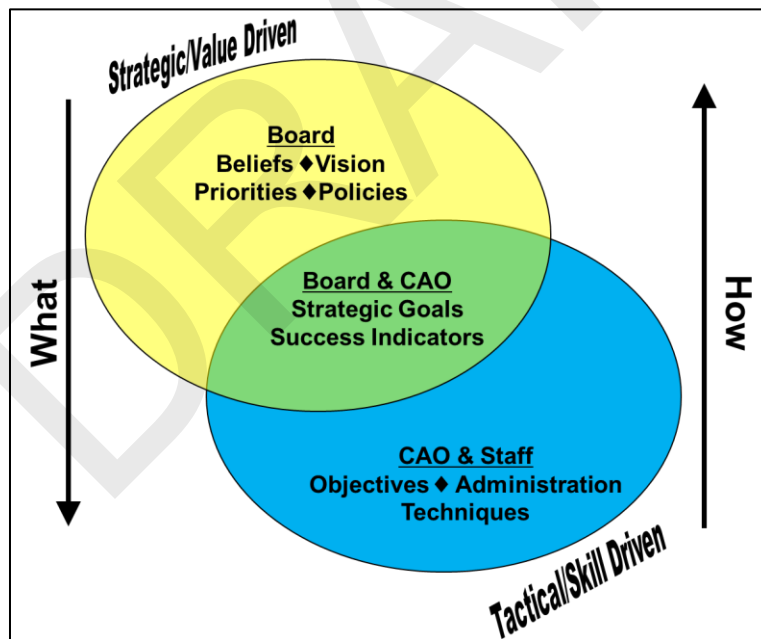 Strategic/Value Driven
Board
Beliefs ♦ Vision
Priorities ♦ Policies
What
How
Board & CAO
Strategic Goals
Success Indicators
CAO & Staff
Objectives ♦ Administration
Techniques
Tactical/Skill Driven